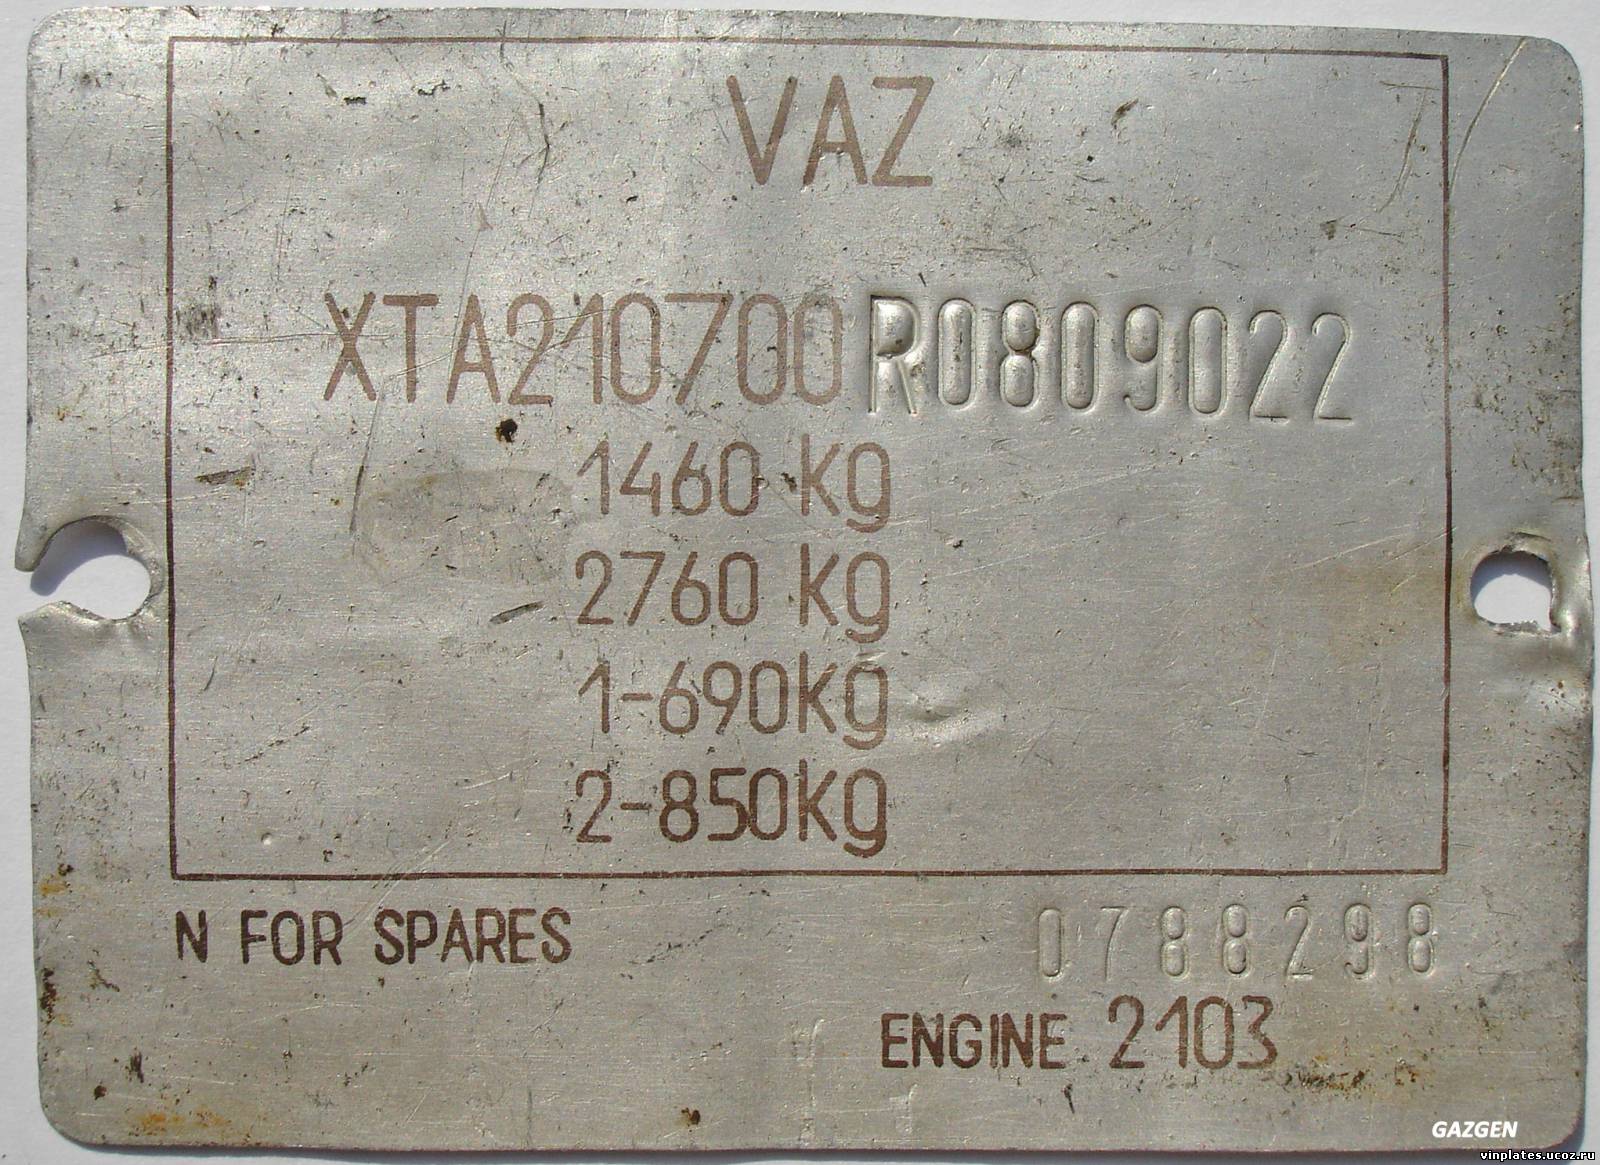 VAZ
XTA210700R0809022
1460 kg
2760 kg
1-690kg
2-850kg
N FOR SPARES 0788298
ENGINE 2103
GAZGEN
vinplates.ucoz.ru